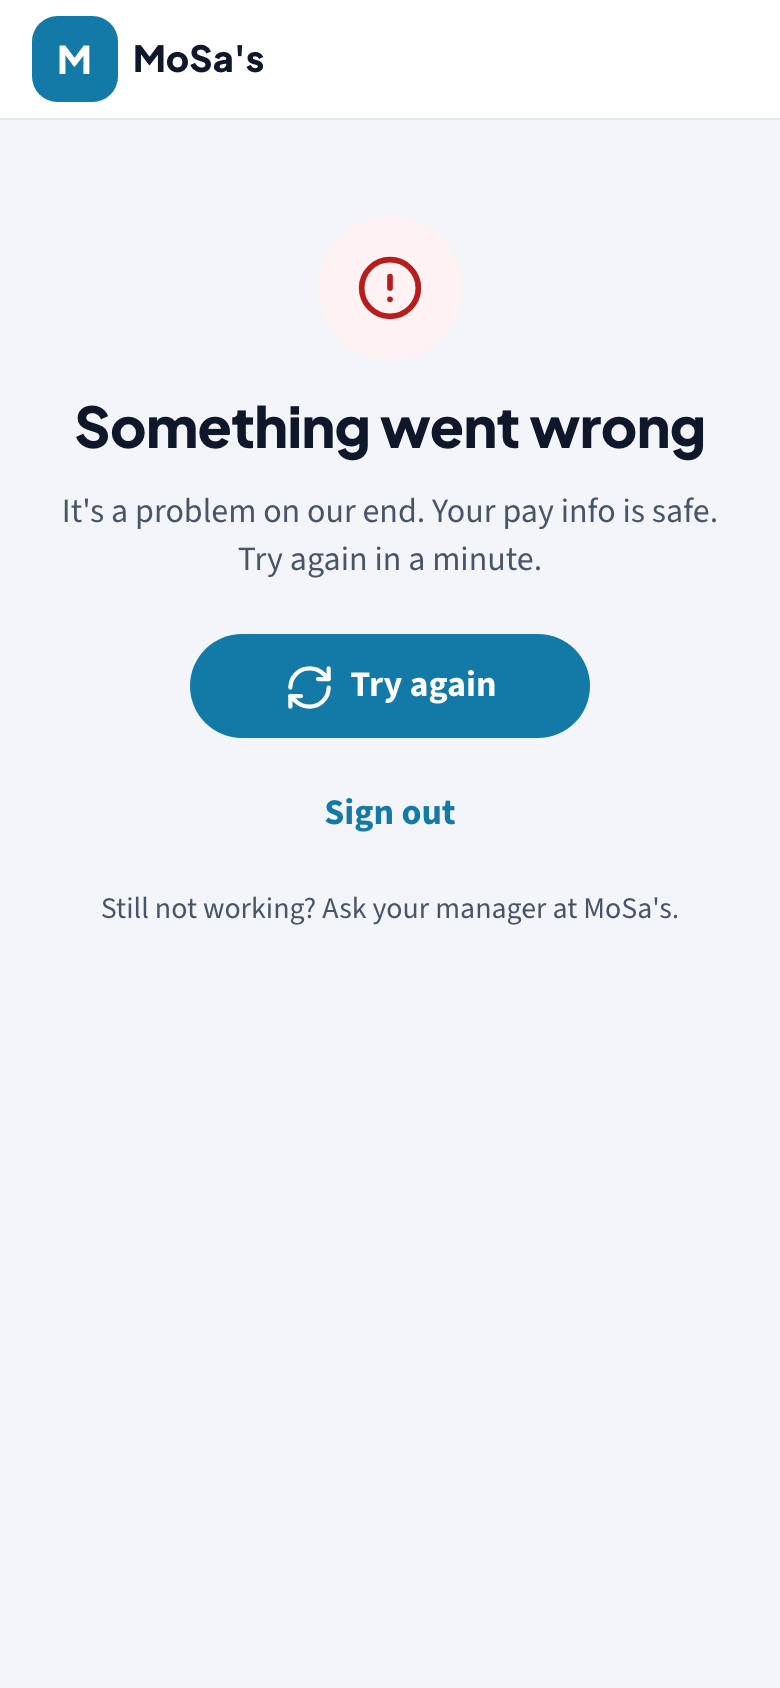 M
MoSa's
Something went wrong
It's a problem on our end. Your pay info is safe.
Try again in a minute.
Try again
Sign out
Still not working? Ask your manager at MoSa's.